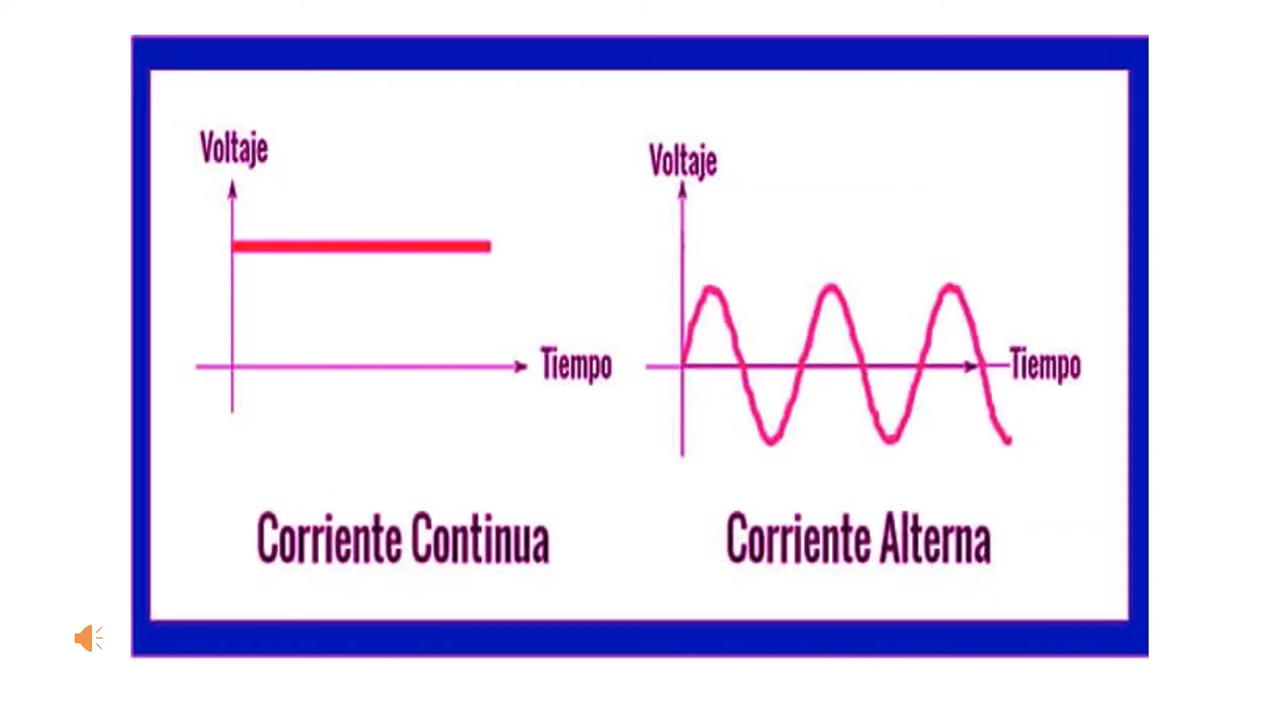 Voltaje
Tiempo
Corriente Continua
Voltaje
Tiempo
Corriente Alterna